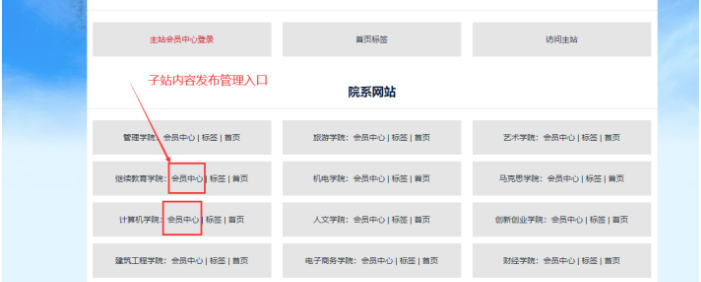 主站会员中心登录
首页标签
访问主站
子站内容发布管理入口
院系网站
管理学院：会员中心 | 标签 | 首页
旅游学院：会员中心 | 标签 | 首页
艺术学院：会员中心 | 标签 | 首页
继续教育学院：会员中心 | 标签 | 首页
机电学院：会员中心 | 标签 | 首页
马克思学院：会员中心 | 标签 | 首页
计算机学院：会员中心 | 标签 | 首页
人文学院：会员中心 | 标签 | 首页
创新创业学院：会员中心 | 标签 | 首页
建筑工程学院：会员中心 | 标签 | 首页
电子商务学院：会员中心 | 标签 | 首页
财经学院：会员中心 | 标签 | 首页